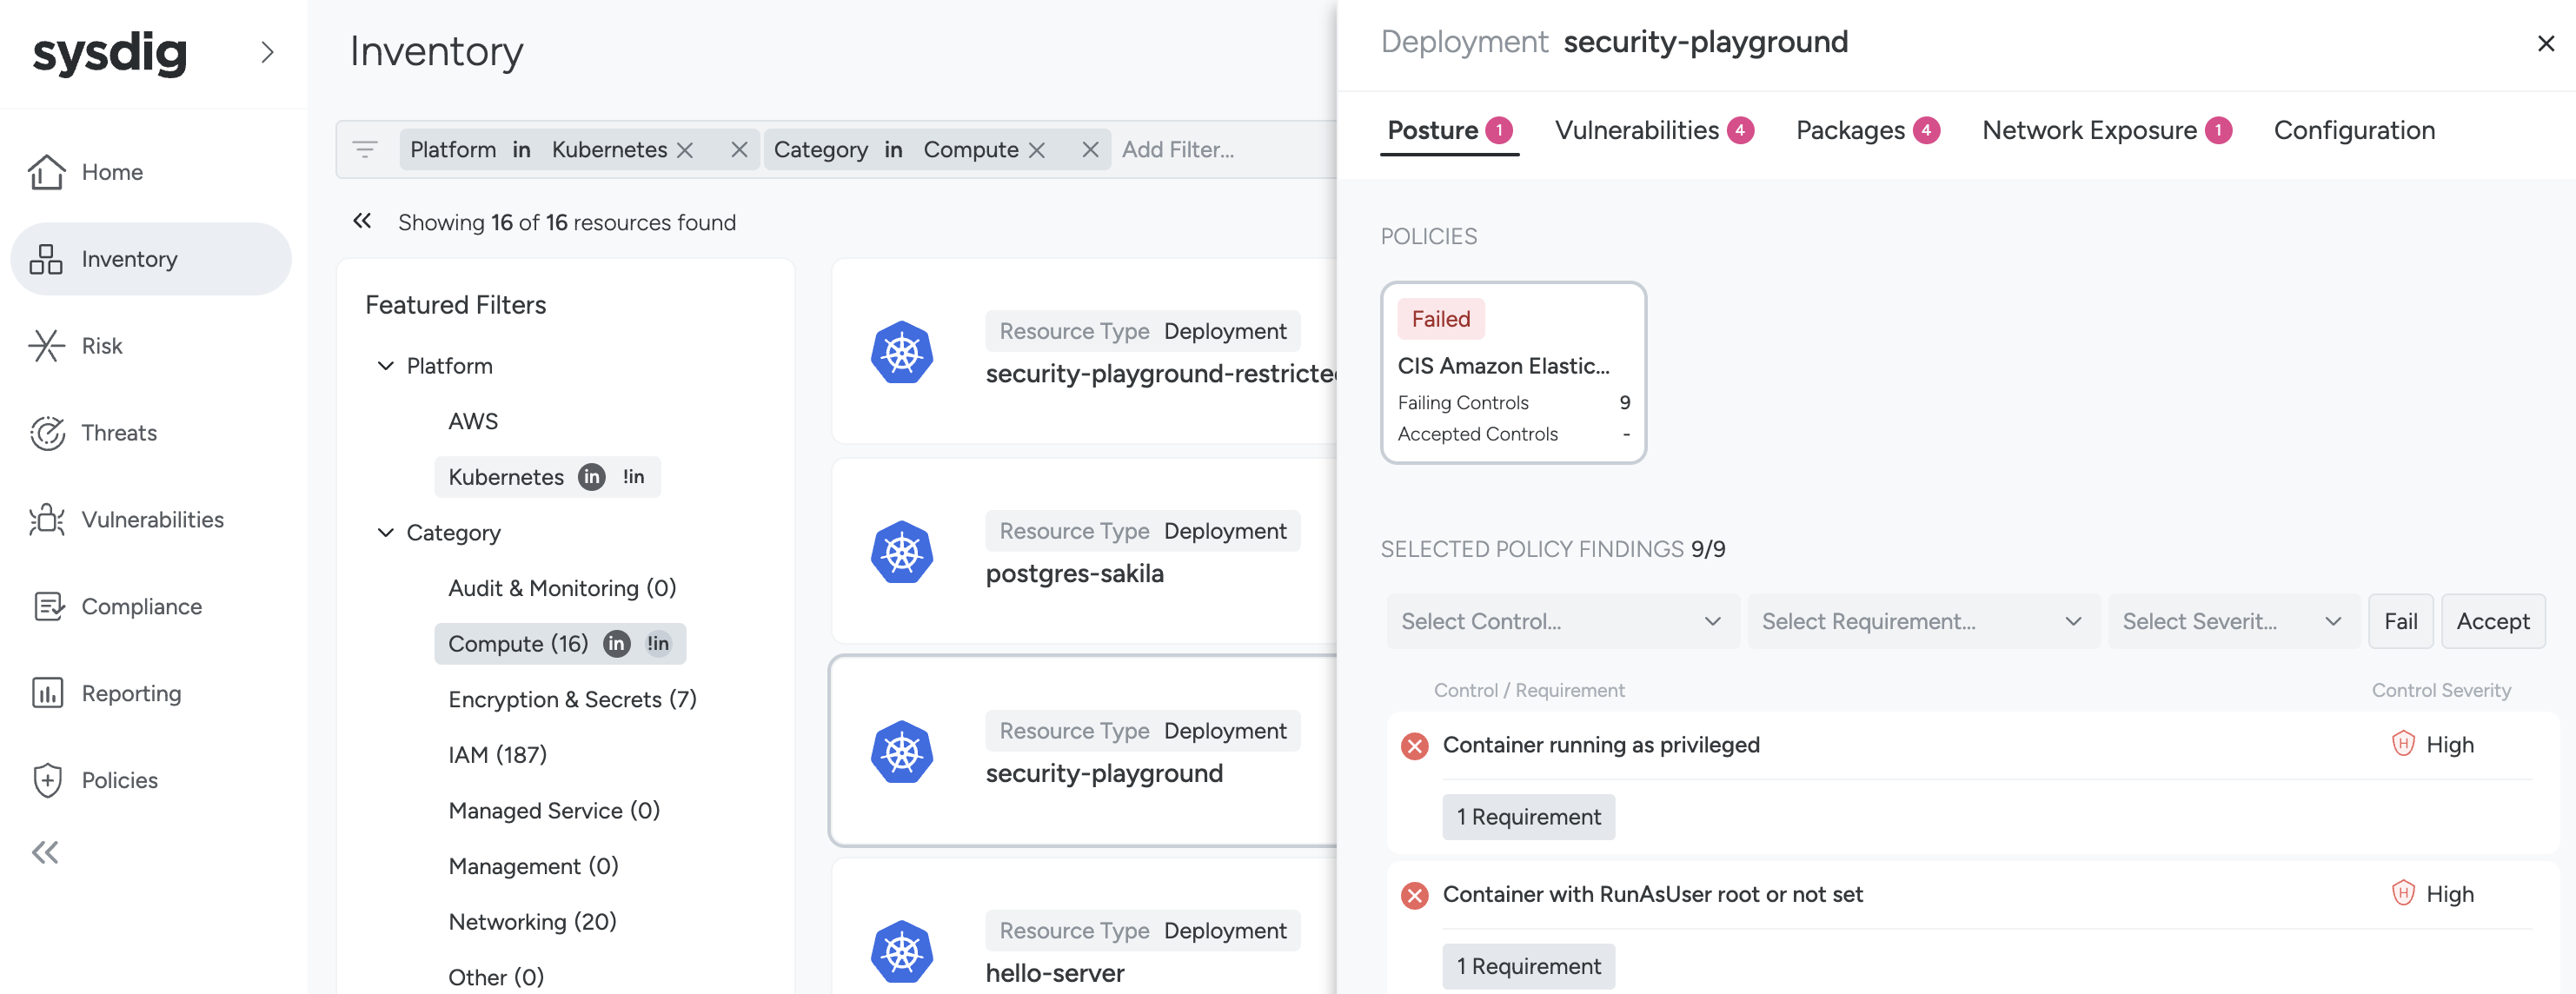 sysdig
Home
Inventory
Risk
Threats
Vulnerabilities
Compliance
Reporting
Policies
Inventory
Platform in Kubernetes Category in Compute Add Filter...
Showing 16 of 16 resources found
Featured Filters
Platform
AWS
Kubernetes in !in
Category
Audit & Monitoring (0)
Compute (16) in !in
Encryption & Secrets (7)
IAM (187)
Managed Service (0)
Management (0)
Networking (20)
Other (0)
Resource Type Deployment
security-playground-restricte
Resource Type Deployment
postgres-sakila
Resource Type Deployment
security-playground
Resource Type Deployment
hello-server
Deployment security-playground
Posture 1 Vulnerabilities 4 Packages 4 Network Exposure 1 Configuration
POLICIES
Failed
CIS Amazon Elastic...
Failing Controls 9
Accepted Controls -
SELECTED POLICY FINDINGS 9/9
Select Control... Select Requirement... Select Severit... Fail Accept
Control / Requirement Control Severity
Container running as privileged H High
1 Requirement
Container with RunAsUser root or not set H High
1 Requirement